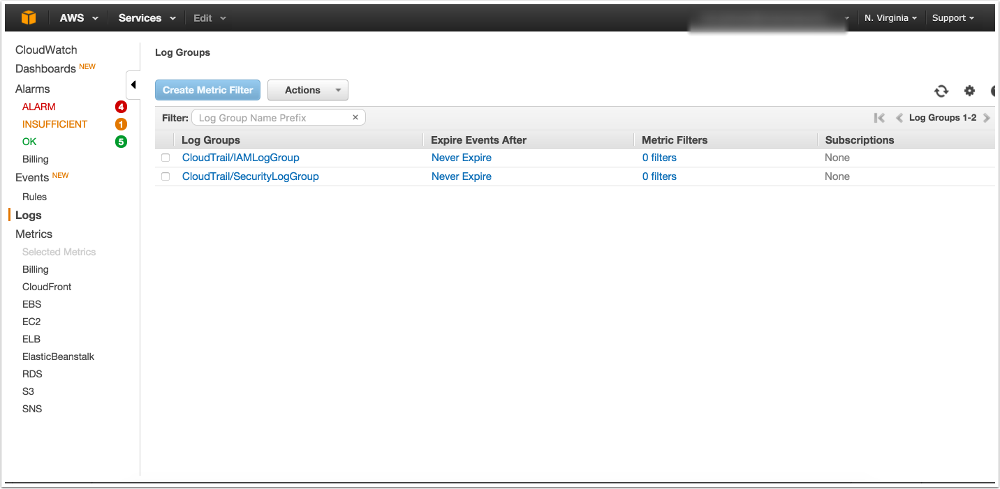 AWS Services Edit N. Virginia Support
CloudWatch
Dashboards NEW
Alarms
ALARM 4
INSUFFICIENT 1
OK 5
Billing
Events NEW
Rules
Logs
Metrics
Selected Metrics
Billing
CloudFront
EBS
EC2
ELB
ElasticBeanstalk
RDS
S3
SNS
Log Groups
Create Metric Filter Actions
Filter: Log Group Name Prefix × Log Groups 1-2
Log Groups Expire Events After Metric Filters Subscriptions
CloudTrail/IAMLogGroup Never Expire 0 filters None
CloudTrail/SecurityLogGroup Never Expire 0 filters None